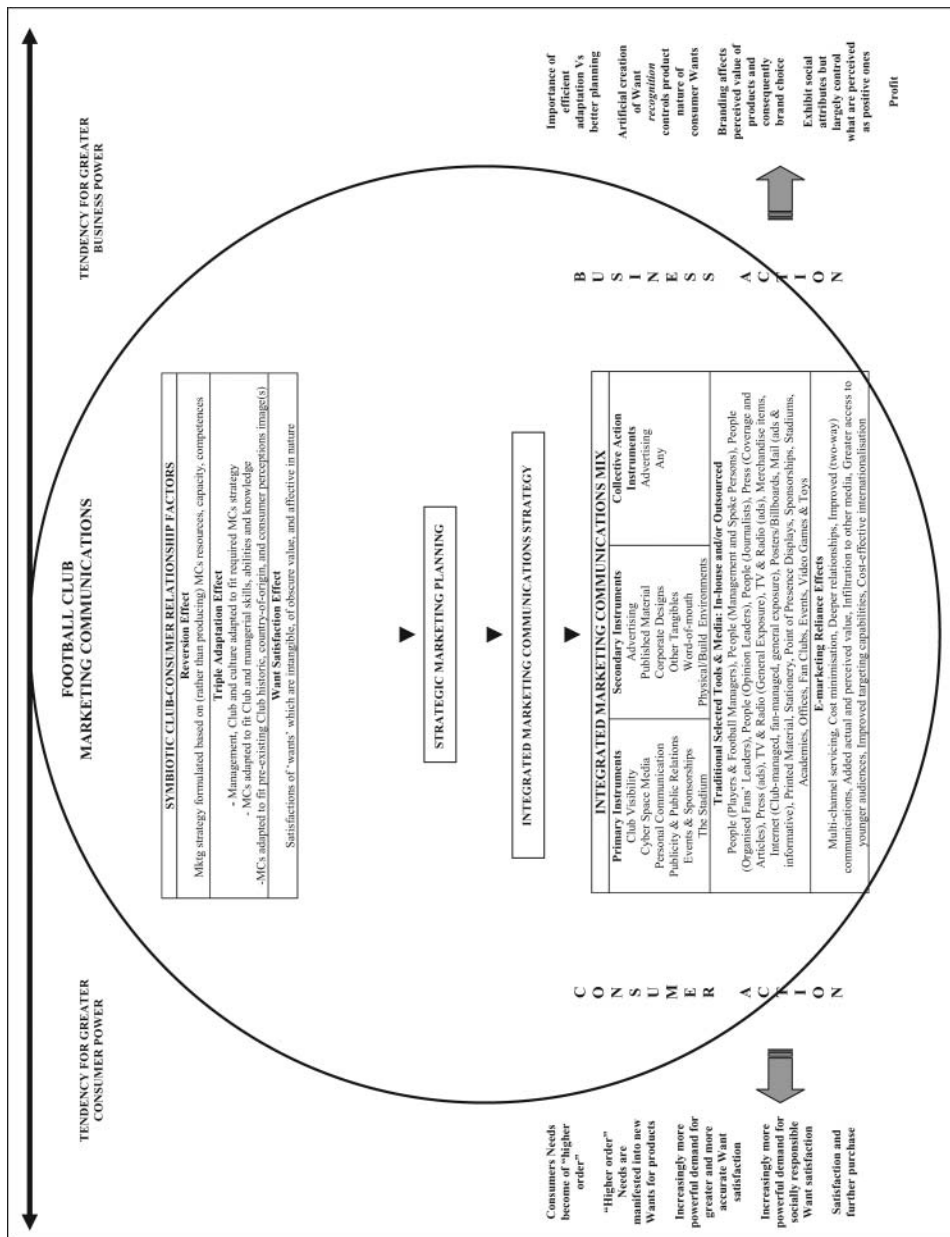 FOOTBALL CLUB
MARKETING COMMUNICATIONS
TENDENCY FOR GREATER
CONSUMER POWER
TENDENCY FOR GREATER
BUSINESS POWER
SYMBIOTIC CLUB-CONSUMER RELATIONSHIP FACTORS
Reversion Effect
Mktg strategy formulated based on (rather than producing) MCs resources, capacity, competences
Triple Adaptation Effect
- Management, Club and culture adapted to fit required MCs strategy
- MCs adapted to fit Club and managerial skills, abilities and knowledge
-MCs adapted to fit pre-existing Club historic, country-of-origin, and consumer perceptions image(s)
Want Satisfaction Effect
Satisfactions of ‘wants’ which are intangible, of obscure value, and affective in nature
STRATEGIC MARKETING PLANNING
INTEGRATED MARKETING COMMUNICATIONS STRATEGY
INTEGRATED MARKETING COMMUNICATIONS MIX
Primary Instruments
Club Visibility
Cyber Space Media
Personal Communication
Publicity & Public Relations
Events & Sponsorships
The Stadium
Secondary Instruments
Advertising
Published Material
Corporate Designs
Other Tangibles
Word-of-mouth
Physical/Build Environments
Collective Action
Instruments
Advertising
Any
Traditional Selected Tools & Media: In-house and/or Outsourced
People (Players & Football Managers), People (Management and Spoke Persons), People
(Organised Fans’ Leaders), People (Opinion Leaders), People (Journalists), Press (Coverage and
Articles), Press (ads), TV & Radio (General Exposure), TV & Radio (ads), Merchandise items,
Internet (Club-managed, fan-managed, general exposure), Posters/Billboards, Mail (ads &
informative), Printed Material, Stationery, Point of Presence Displays, Sponsorships, Stadiums,
Academies, Offices, Fan Clubs, Events, Video Games & Toys
E-marketing Reliance Effects
Multi-channel servicing, Cost minimisation, Deeper relationships, Improved (two-way)
communications, Added actual and perceived value, Infiltration to other media, Greater access to
younger audiences, Improved targeting capabilities, Cost-effective internationalisation
CONSUMER ACTION
BUSINESS ACTION
Consumers Needs
become of “higher
order”
“Higher order”
Needs are
manifested into new
Wants for products
Increasingly more
powerful demand for
greater and more
accurate Want
satisfaction
Increasingly more
powerful demand for
socially responsible
Want satisfaction
Satisfaction and
further purchase
Importance of
efficient
adaptation Vs
better planning
Artificial creation
of Want
recognition
controls product
nature of
consumer Wants
Branding affects
perceived value of
products and
consequently
brand choice
Exhibit social
attributes but
largely control
what are perceived
as positive ones
Profit